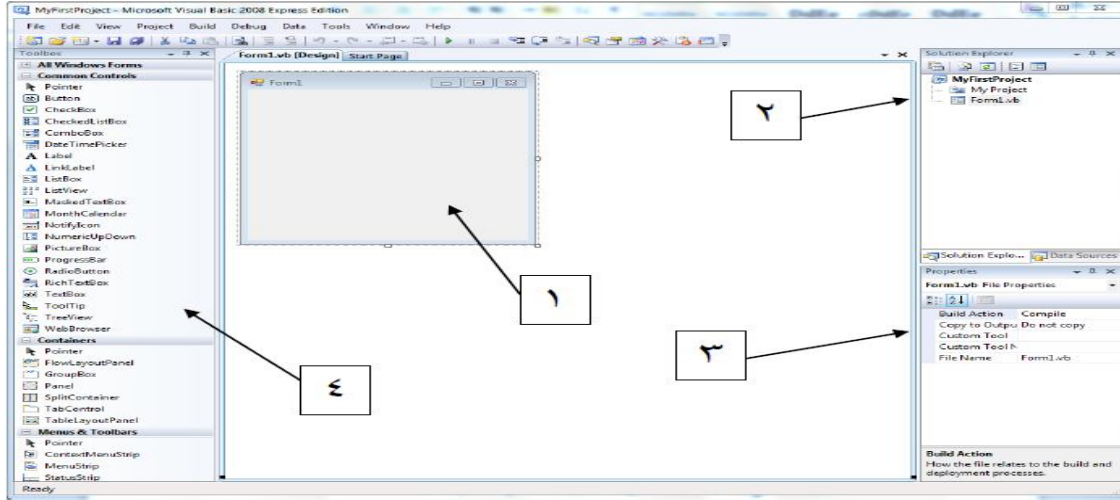 MyFirstProject - Microsoft Visual Basic 2008 Express Edition
File Edit View Project Build Debug Data Tools Window Help
Toolbox
All Windows Forms
Common Controls
Pointer
Button
CheckBox
CheckedListBox
ComboBox
DateTimePicker
Label
LinkLabel
ListBox
ListView
MaskedTextBox
MonthCalendar
NotifyIcon
NumericUpDown
PictureBox
ProgressBar
RadioButton
RichTextBox
TextBox
ToolTip
TreeView
WebBrowser
Containers
Pointer
FlowLayoutPanel
GroupBox
Panel
SplitContainer
TabControl
TableLayoutPanel
Menus & Toolbars
Pointer
ContextMenuStrip
MenuStrip
StatusStrip
Form1.vb [Design] Start Page
Form1
١
٢
٣
٤
Solution Explorer
MyFirstProject
My Project
Form1.vb
Solution Explo... Data Sources
Properties
Form1.vb File Properties
Build Action Compile
Copy to Outpu Do not copy
Custom Tool
Custom Tool N
File Name Form1.vb
Build Action
How the file relates to the build and
deployment processes.
Ready